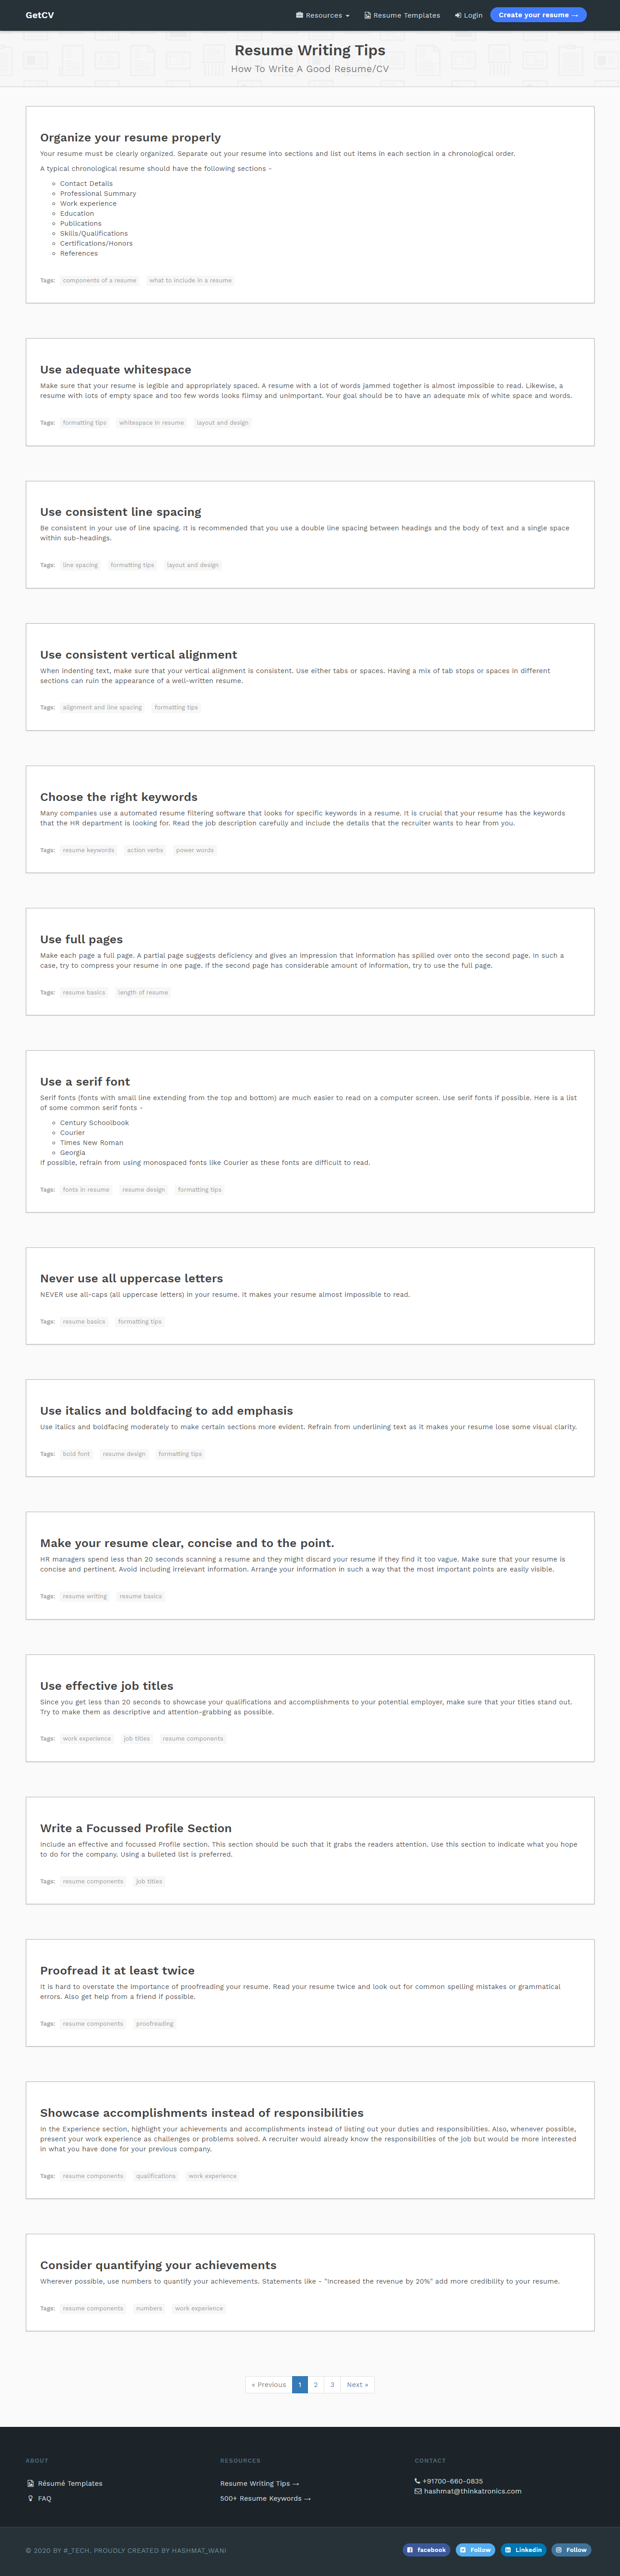 GetCV
Resources
Resume Templates
Login
Create your resume →
Resume Writing Tips
How To Write A Good Resume/CV
Organize your resume properly
Your resume must be clearly organized. Separate out your resume into sections and list out items in each section in a chronological order.
A typical chronological resume should have the following sections -
Contact Details
Professional Summary
Work experience
Education
Publications
Skills/Qualifications
Certifications/Honors
References
Tags: components of a resume what to include in a resume
Use adequate whitespace
Make sure that your resume is legible and appropriately spaced. A resume with a lot of words jammed together is almost impossible to read. Likewise, a
resume with lots of empty space and too few words looks flimsy and unimportant. Your goal should be to have an adequate mix of white space and words.
Tags: formatting tips whitespace in resume layout and design
Use consistent line spacing
Be consistent in your use of line spacing. It is recommended that you use a double line spacing between headings and the body of text and a single space
within sub-headings.
Tags: line spacing formatting tips layout and design
Use consistent vertical alignment
When indenting text, make sure that your vertical alignment is consistent. Use either tabs or spaces. Having a mix of tab stops or spaces in different
sections can ruin the appearance of a well-written resume.
Tags: alignment and line spacing formatting tips
Choose the right keywords
Many companies use a automated resume filtering software that looks for specific keywords in a resume. It is crucial that your resume has the keywords
that the HR department is looking for. Read the job description carefully and include the details that the recruiter wants to hear from you.
Tags: resume keywords action verbs power words
Use full pages
Make each page a full page. A partial page suggests deficiency and gives an impression that information has spilled over onto the second page. In such a
case, try to compress your resume in one page. If the second page has considerable amount of information, try to use the full page.
Tags: resume basics length of resume
Use a serif font
Serif fonts (fonts with small line extending from the top and bottom) are much easier to read on a computer screen. Use serif fonts if possible. Here is a list
of some common serif fonts -
Century Schoolbook
Courier
Times New Roman
Georgia
If possible, refrain from using monospaced fonts like Courier as these fonts are difficult to read.
Tags: fonts in resume resume design formatting tips
Never use all uppercase letters
NEVER use all-caps (all uppercase letters) in your resume. It makes your resume almost impossible to read.
Tags: resume basics formatting tips
Use italics and boldfacing to add emphasis
Use italics and boldfacing moderately to make certain sections more evident. Refrain from underlining text as it makes your resume lose some visual clarity.
Tags: bold font resume design formatting tips
Make your resume clear, concise and to the point.
HR managers spend less than 20 seconds scanning a resume and they might discard your resume if they find it too vague. Make sure that your resume is
concise and pertinent. Avoid including irrelevant information. Arrange your information in such a way that the most important points are easily visible.
Tags: resume writing resume basics
Use effective job titles
Since you get less than 20 seconds to showcase your qualifications and accomplishments to your potential employer, make sure that your titles stand out.
Try to make them as descriptive and attention-grabbing as possible.
Tags: work experience job titles resume components
Write a Focussed Profile Section
Include an effective and focussed Profile section. This section should be such that it grabs the readers attention. Use this section to indicate what you hope
to do for the company. Using a bulleted list is preferred.
Tags: resume components job titles
Proofread it at least twice
It is hard to overstate the importance of proofreading your resume. Read your resume twice and look out for common spelling mistakes or grammatical
errors. Also get help from a friend if possible.
Tags: resume components proofreading
Showcase accomplishments instead of responsibilities
In the Experience section, highlight your achievements and accomplishments instead of listing out your duties and responsibilities. Also, whenever possible,
present your work experience as challenges or problems solved. A recruiter would already know the responsibilities of the job but would be more interested
in what you have done for your previous company.
Tags: resume components qualifications work experience
Consider quantifying your achievements
Wherever possible, use numbers to quantify your achievements. Statements like - "Increased the revenue by 20%" add more credibility to your resume.
Tags: resume components numbers work experience
« Previous 1 2 3 Next »
ABOUT
Résumé Templates
FAQ
RESOURCES
Resume Writing Tips →
500+ Resume Keywords →
CONTACT
+91700-660-0835
hashmat@thinkatronics.com
© 2020 BY #_TECH. PROUDLY CREATED BY HASHMAT_WANI
facebook
Follow
Linkedin
Follow